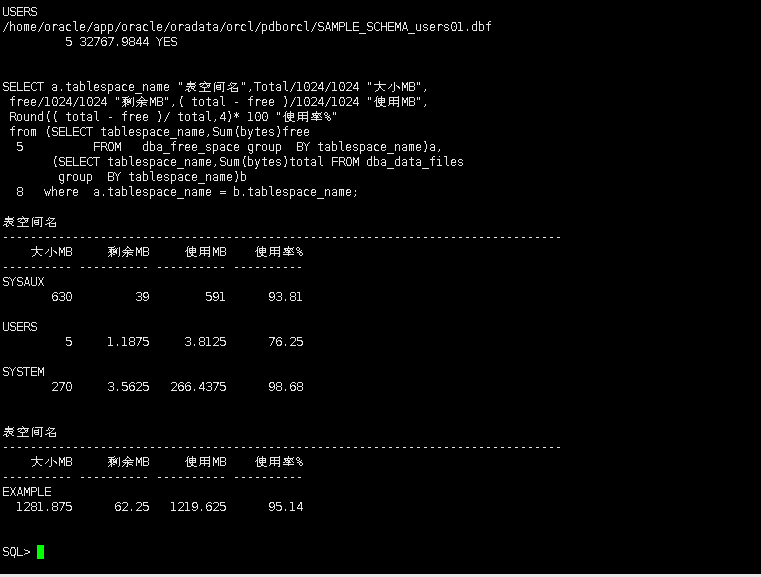 USERS
/home/oracle/app/oracle/oradata/orcl/pdborcl/SAMPLE_SCHEMA_users01.dbf
         5 32767.9844 YES
SELECT a.tablespace_name "表空间名",Total/1024/1024 "大小MB",
 free/1024/1024 "剩余MB",( total - free )/1024/1024 "使用MB",
 Round(( total - free )/ total,4)* 100 "使用率%"
 from (SELECT tablespace_name,Sum(bytes)free
  5          FROM   dba_free_space group  BY tablespace_name)a,
       (SELECT tablespace_name,Sum(bytes)total FROM dba_data_files
        group  BY tablespace_name)b
  8   where  a.tablespace_name = b.tablespace_name;
表空间名
--------------------------------------------------------------------------------
    大小MB     剩余MB     使用MB    使用率%
---------- ---------- ---------- ----------
SYSAUX
       630         39        591      93.81
USERS
         5     1.1875     3.8125      76.25
SYSTEM
       270     3.5625   266.4375      98.68
表空间名
--------------------------------------------------------------------------------
    大小MB     剩余MB     使用MB    使用率%
---------- ---------- ---------- ----------
EXAMPLE
  1281.875      62.25   1219.625      95.14
SQL>